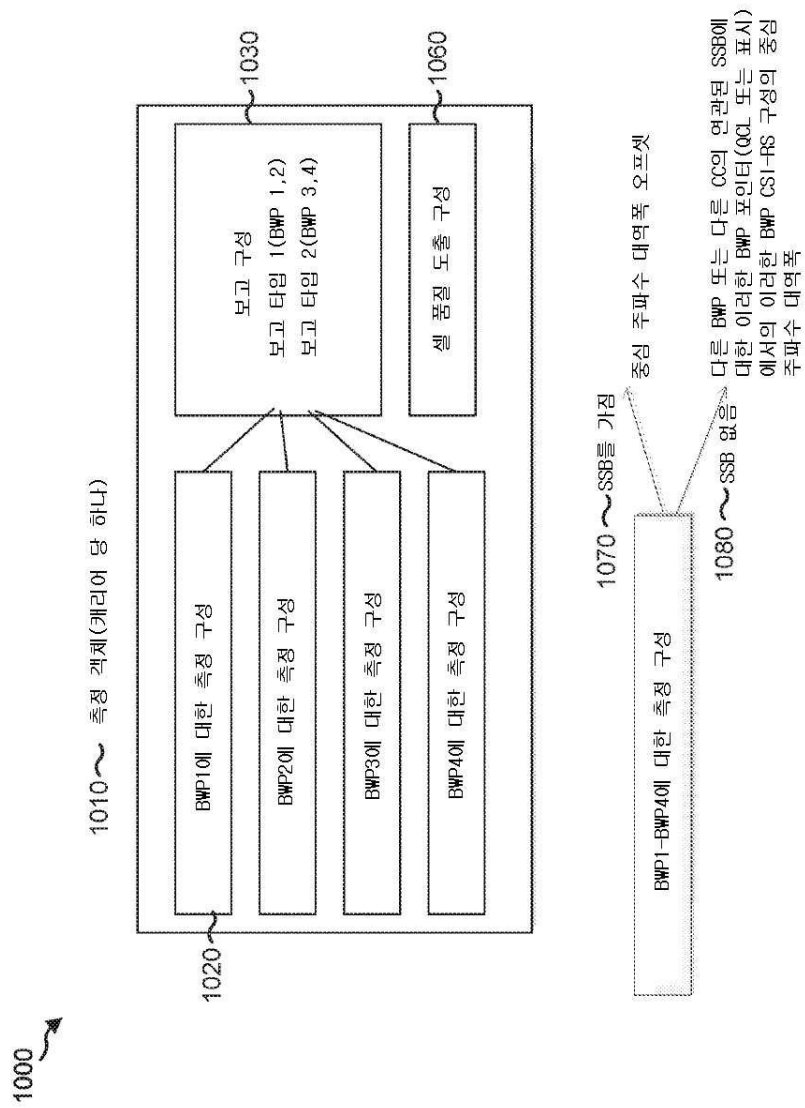 1000
1010 측정 객체(캐리어 당 하나)
1020
BWP1에 대한 측정 구성
BWP2에 대한 측정 구성
BWP3에 대한 측정 구성
BWP4에 대한 측정 구성
1030
보고 구성
보고 타입 1(BWP 1,2)
보고 타입 2(BWP 3,4)
1060
셀 품질 도출 구성
BWP1-BWP4에 대한 측정 구성
1070 SSB를 가짐
중심 주파수 대역폭 오프셋
1080 SSB 없음
다른 BWP 또는 다른 CC의 연관된 SSB에
대한 이러한 BWP 포인터(QCL 또는 표시)
에서의 이러한 BWP CSI-RS 구성의 중심
주파수 대역폭